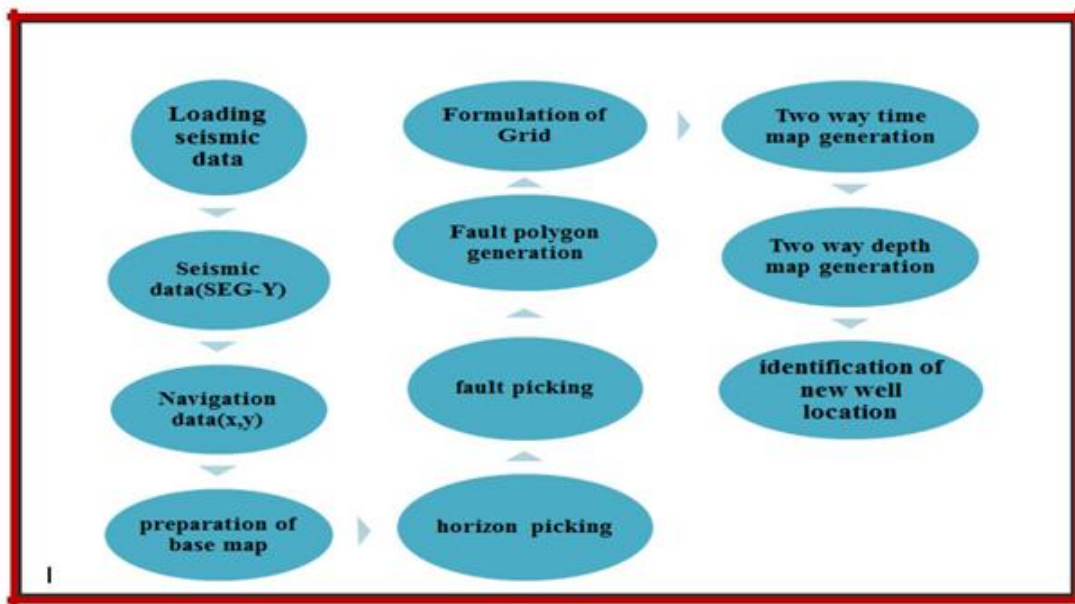 Loading
seismic
data
Seismic
data(SEG-Y)
Navigation
data(x,y)
preparation of
base map
horizon picking
fault picking
Fault polygon
generation
Formulation of
Grid
Two way time
map generation
Two way depth
map generation
identification of
new well
location